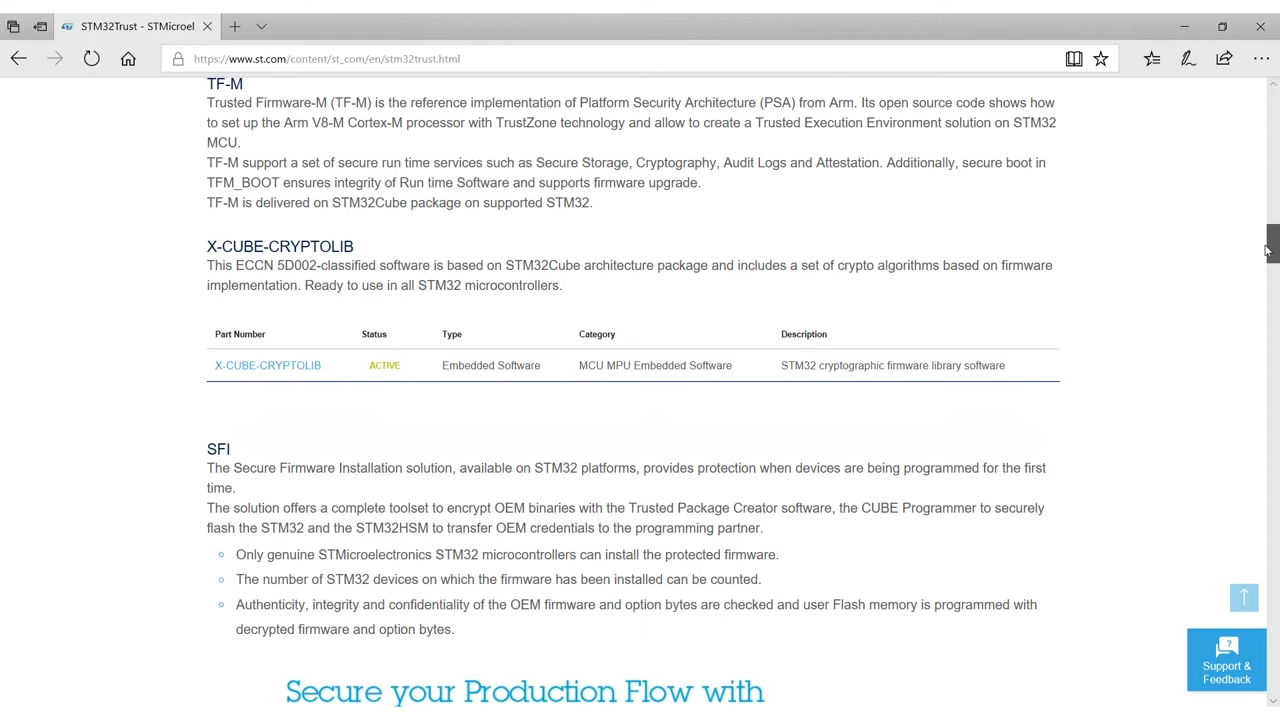 STM32Trust - STMicroel
https://www.st.com/content/st_com/en/stm32trust.html
TF-M
Trusted Firmware-M (TF-M) is the reference implementation of Platform Security Architecture (PSA) from Arm. Its open source code shows how
to set up the Arm V8-M Cortex-M processor with TrustZone technology and allow to create a Trusted Execution Environment solution on STM32
MCU.
TF-M support a set of secure run time services such as Secure Storage, Cryptography, Audit Logs and Attestation. Additionally, secure boot in
TFM_BOOT ensures integrity of Run time Software and supports firmware upgrade.
TF-M is delivered on STM32Cube package on supported STM32.
X-CUBE-CRYPTOLIB
This ECCN 5D002-classified software is based on STM32Cube architecture package and includes a set of crypto algorithms based on firmware
implementation. Ready to use in all STM32 microcontrollers.
Part Number Status Type Category Description
X-CUBE-CRYPTOLIB ACTIVE Embedded Software MCU MPU Embedded Software STM32 cryptographic firmware library software
SFI
The Secure Firmware Installation solution, available on STM32 platforms, provides protection when devices are being programmed for the first
time.
The solution offers a complete toolset to encrypt OEM binaries with the Trusted Package Creator software, the CUBE Programmer to securely
flash the STM32 and the STM32HSM to transfer OEM credentials to the programming partner.
Only genuine STMicroelectronics STM32 microcontrollers can install the protected firmware.
The number of STM32 devices on which the firmware has been installed can be counted.
Authenticity, integrity and confidentiality of the OEM firmware and option bytes are checked and user Flash memory is programmed with
decrypted firmware and option bytes.
Secure your Production Flow with
Support &
Feedback